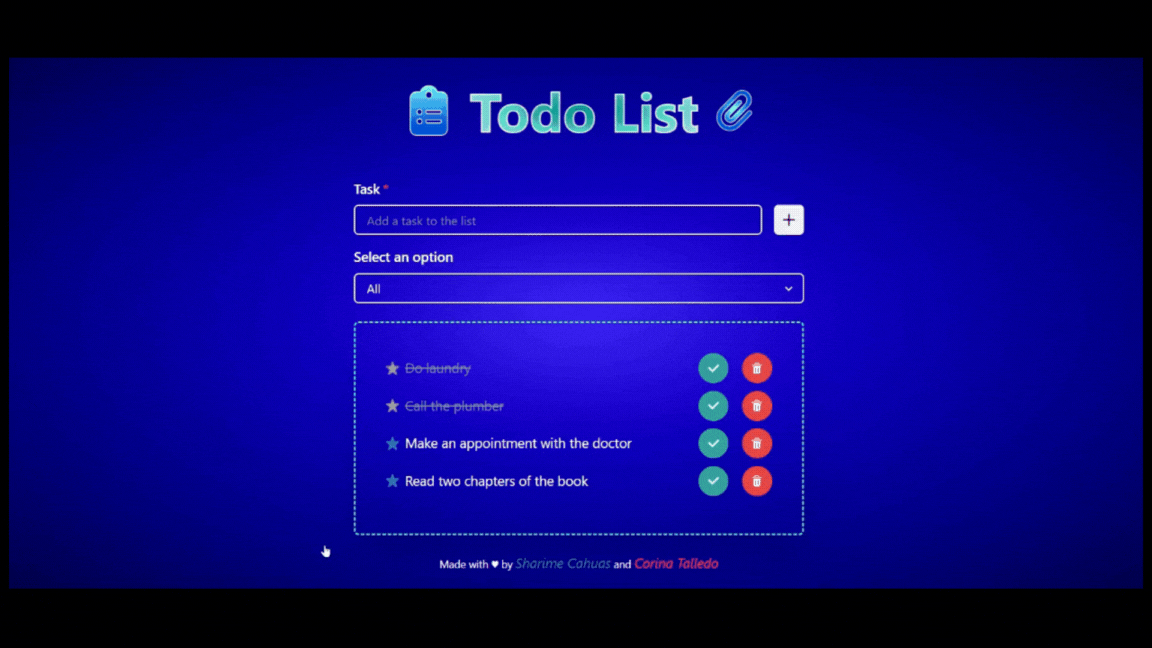 Todo List
Task *
Add a task to the list
+
Select an option
All
Do laundry
Call the plumber
Make an appointment with the doctor
Read two chapters of the book
Made with ♥ by Sharime Cahuas and Corina Talledo